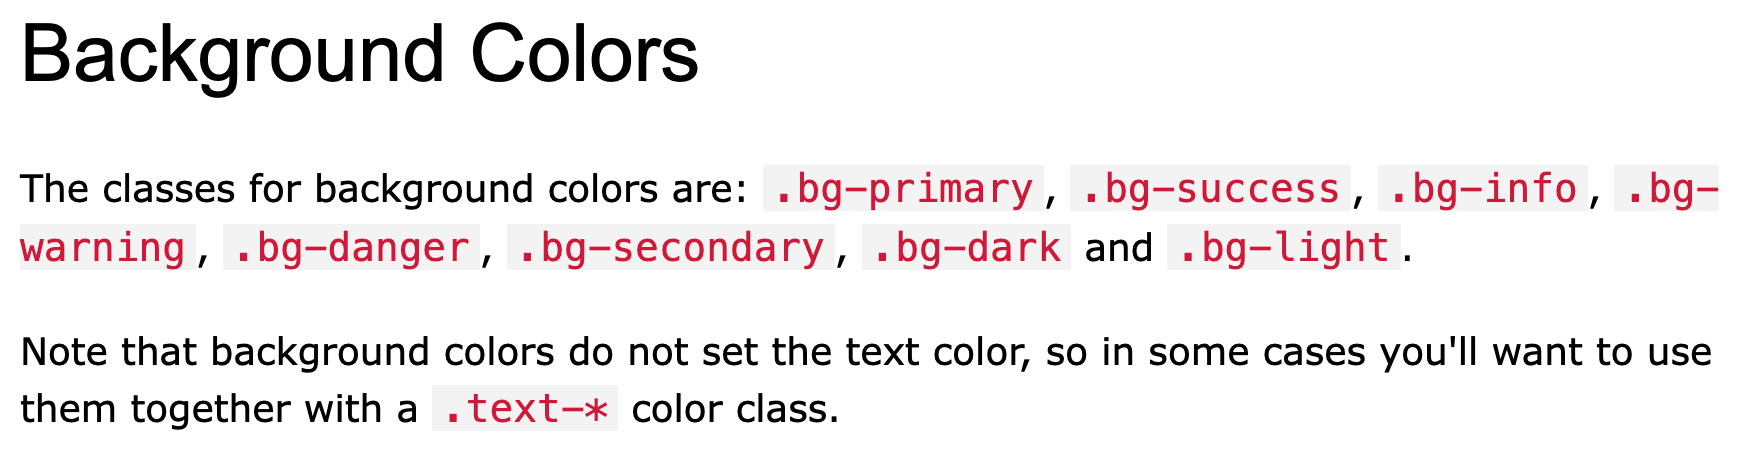 Background Colors
The classes for background colors are: .bg-primary, .bg-success, .bg-info, .bg-
warning, .bg-danger, .bg-secondary, .bg-dark and .bg-light.
Note that background colors do not set the text color, so in some cases you'll want to use
them together with a .text-* color class.